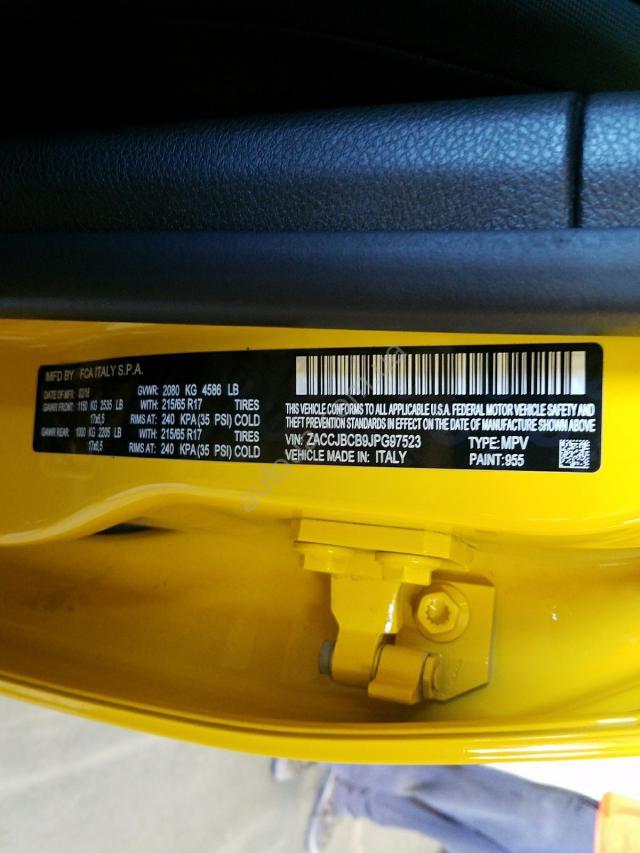 MFD BY FCA ITALY S.P.A.
DATE OF MFR GVWR: 2080 KG 4586 LB
GAWR FRONT: 1150 KG 2535 LB WITH: 215/65 R17 TIRES
17x6,5 RIMS AT: 240 KPA (35 PSI) COLD
GAWR REAR: 1000 KG 2205 LB WITH: 215/65 R17 TIRES
17x6,5 RIMS AT: 240 KPA (35 PSI) COLD
THIS VEHICLE CONFORMS TO ALL APPLICABLE U.S.A. FEDERAL MOTOR VEHICLE SAFETY AND
THEFT PREVENTION STANDARDS IN EFFECT ON THE DATE OF MANUFACTURE SHOWN ABOVE
VIN: ZACCJBCB9JPG97523 TYPE: MPV
VEHICLE MADE IN: ITALY PAINT: 955